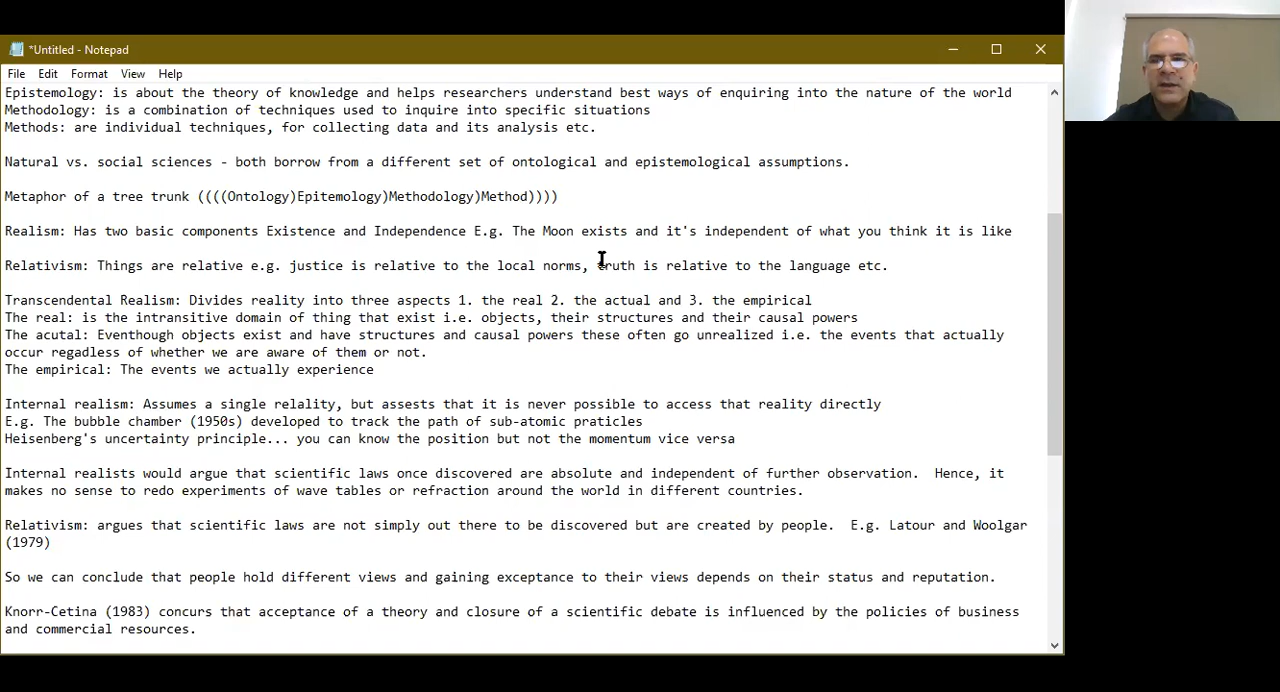 *Untitled - Notepad
File Edit Format View Help
Epistemology: is about the theory of knowledge and helps researchers understand best ways of enquiring into the nature of the world
Methodology: is a combination of techniques used to inquire into specific situations
Methods: are individual techniques, for collecting data and its analysis etc.
Natural vs. social sciences - both borrow from a different set of ontological and epistemological assumptions.
Metaphor of a tree trunk ((((Ontology)Epitemology)Methodology)Method))))
Realism: Has two basic components Existence and Independence E.g. The Moon exists and it's independent of what you think it is like
Relativism: Things are relative e.g. justice is relative to the local norms, truth is relative to the language etc.
Transcendental Realism: Divides reality into three aspects 1. the real 2. the actual and 3. the empirical
The real: is the intransitive domain of thing that exist i.e. objects, their structures and their causal powers
The acutal: Eventhough objects exist and have structures and causal powers these often go unrealized i.e. the events that actually
occur regadless of whether we are aware of them or not.
The empirical: The events we actually experience
Internal realism: Assumes a single relality, but assests that it is never possible to access that reality directly
E.g. The bubble chamber (1950s) developed to track the path of sub-atomic praticles
Heisenberg's uncertainty principle... you can know the position but not the momentum vice versa
Internal realists would argue that scientific laws once discovered are absolute and independent of further observation.  Hence, it
makes no sense to redo experiments of wave tables or refraction around the world in different countries.
Relativism: argues that scientific laws are not simply out there to be discovered but are created by people.  E.g. Latour and Woolgar
(1979)
So we can conclude that people hold different views and gaining exceptance to their views depends on their status and reputation.
Knorr-Cetina (1983) concurs that acceptance of a theory and closure of a scientific debate is influenced by the policies of business
and commercial resources.